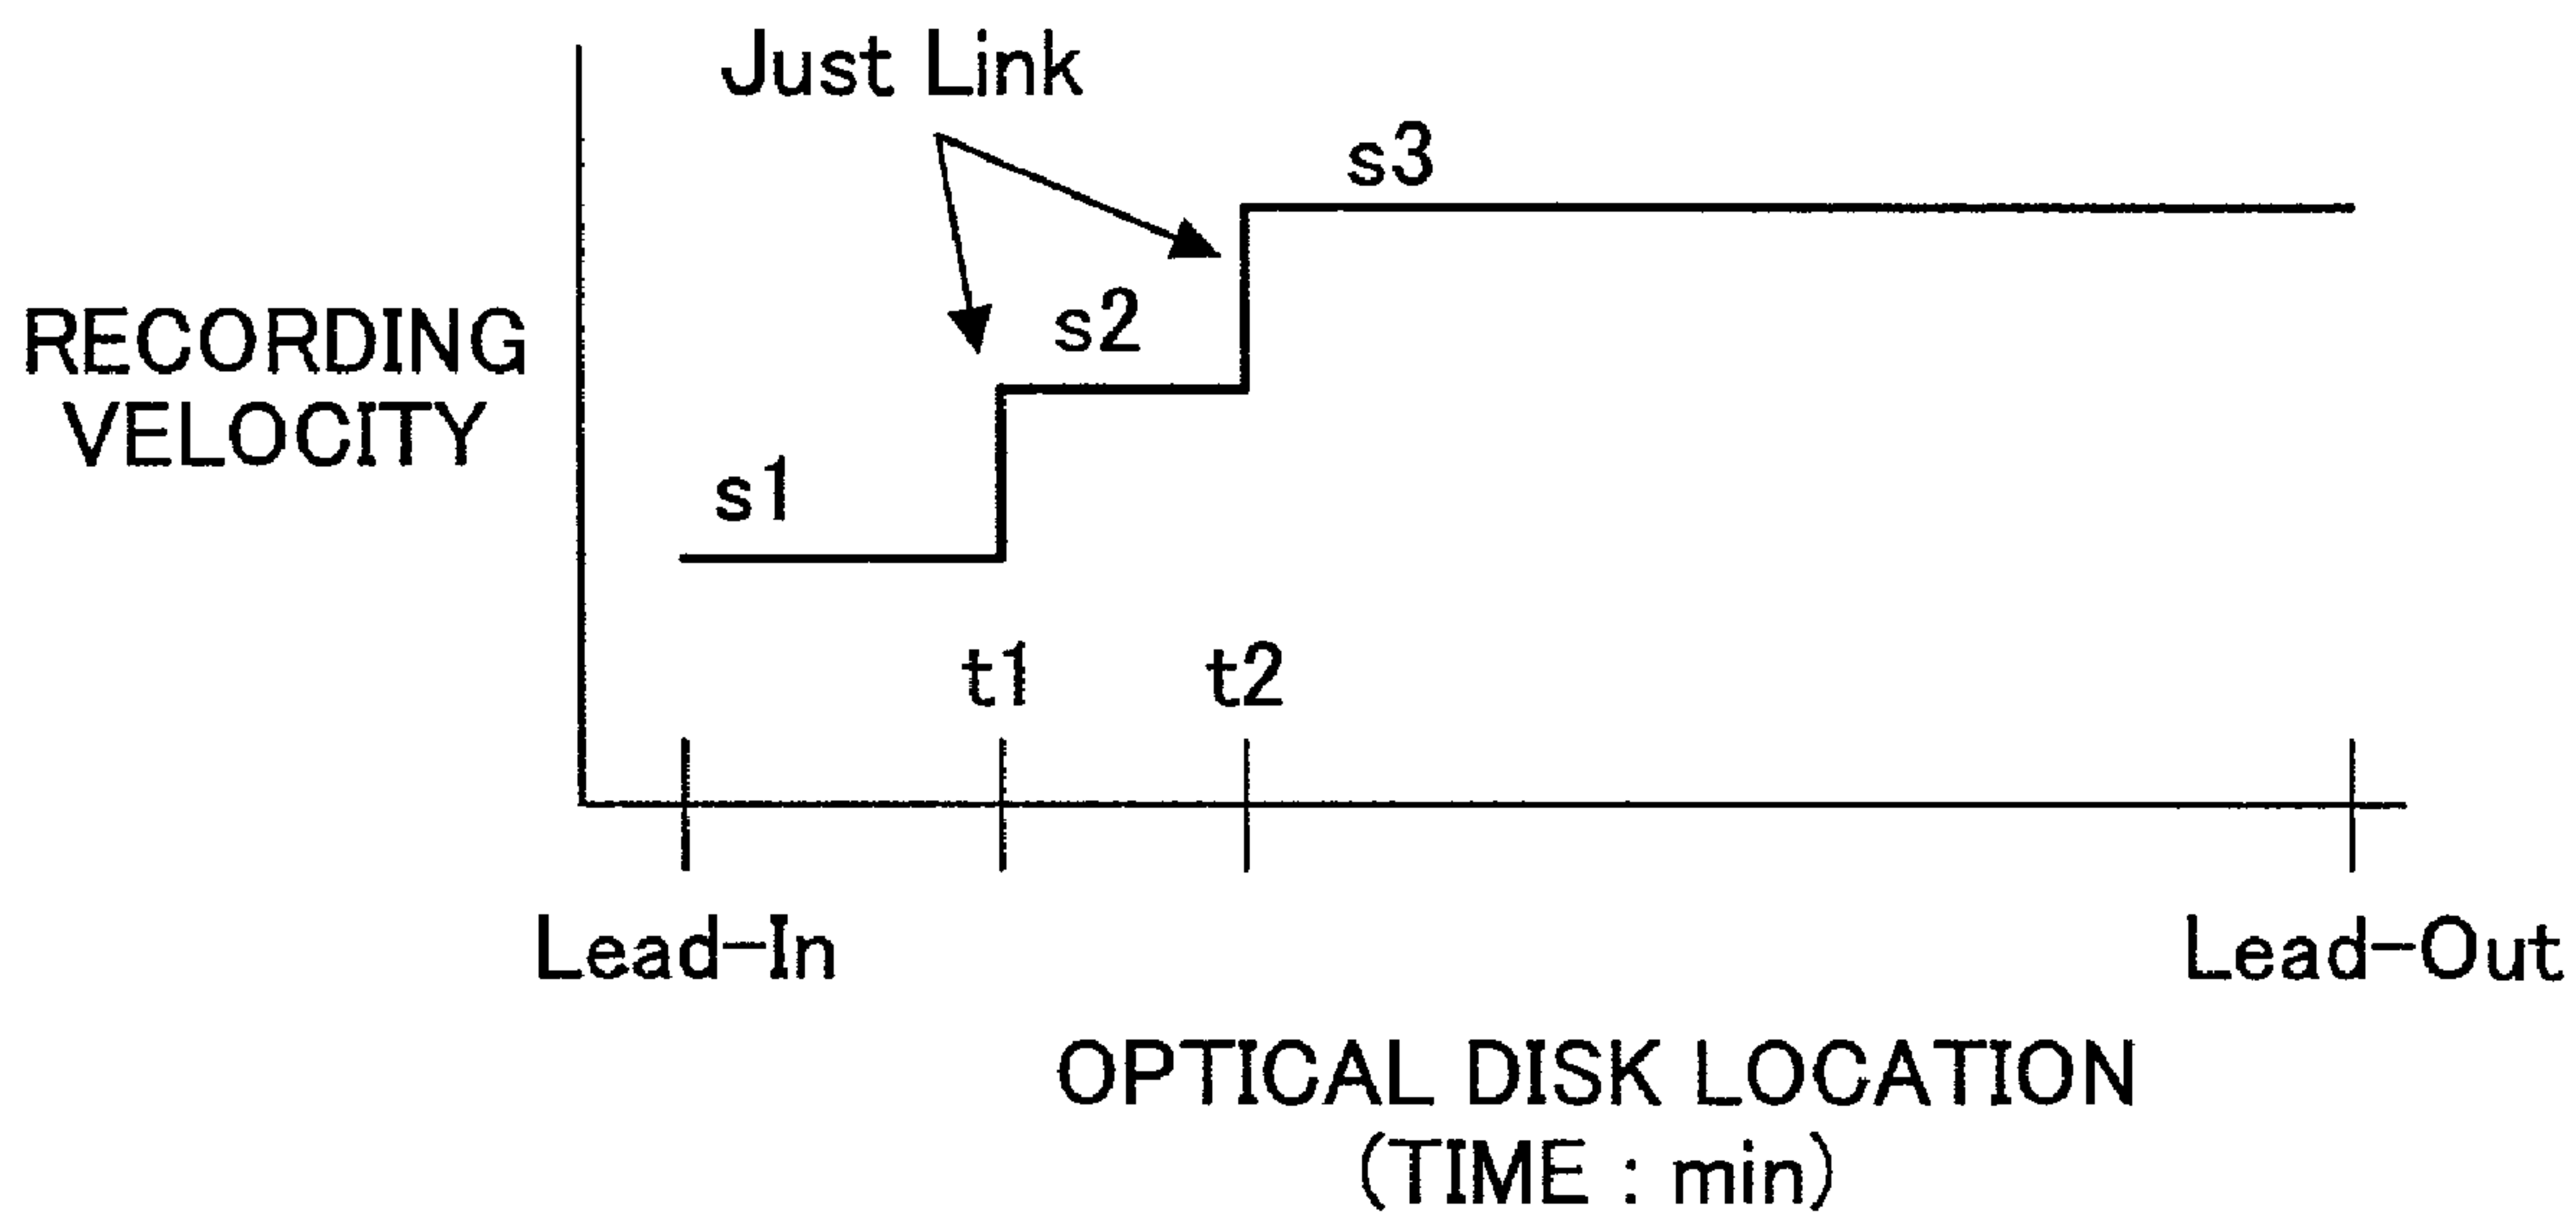 Just Link
s3
RECORDING
VELOCITY
s2
s1
t1
t2
Lead-In
Lead-Out
OPTICAL DISK LOCATION
(TIME : min)